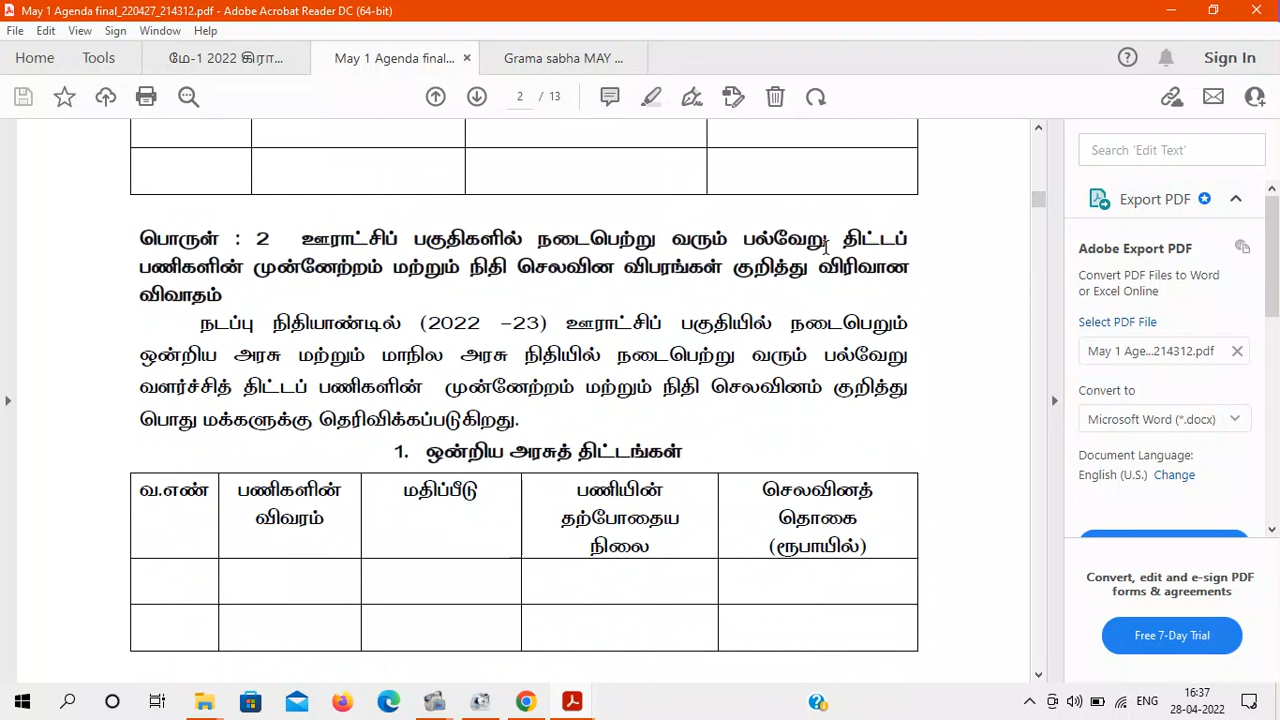 May 1 Agenda final_220427_214312.pdf - Adobe Acrobat Reader DC (64-bit)
File Edit View Sign Window Help
Home Tools மே-1 2022 கிரா... May 1 Agenda final... × Grama sabha MAY ... Sign In
2 / 13
Search 'Edit Text'
Export PDF
Adobe Export PDF
Convert PDF Files to Word
or Excel Online
Select PDF File
May 1 Age...214312.pdf
Convert to
Microsoft Word (*.docx)
Document Language:
English (U.S.) Change
Convert, edit and e-sign PDF
forms & agreements
Free 7-Day Trial
பொருள் : 2 ஊராட்சிப் பகுதிகளில் நடைபெற்று வரும் பல்வேறு திட்டப்
பணிகளின் முன்னேற்றம் மற்றும் நிதி செலவின விபரங்கள் குறித்து விரிவான
விவாதம்
நடப்பு நிதியாண்டில் (2022 –23) ஊராட்சிப் பகுதியில் நடைபெறும்
ஒன்றிய அரசு மற்றும் மாநில அரசு நிதியில் நடைபெற்று வரும் பல்வேறு
வளர்ச்சித் திட்டப் பணிகளின் முன்னேற்றம் மற்றும் நிதி செலவினம் குறித்து
பொது மக்களுக்கு தெரிவிக்கப்படுகிறது.
1. ஒன்றிய அரசுத் திட்டங்கள்
வ.எண் பணிகளின் மதிப்பீடு பணியின் செலவினத்
விவரம் தற்போதைய தொகை
நிலை (ரூபாயில்)
ENG 16:37
28-04-2022